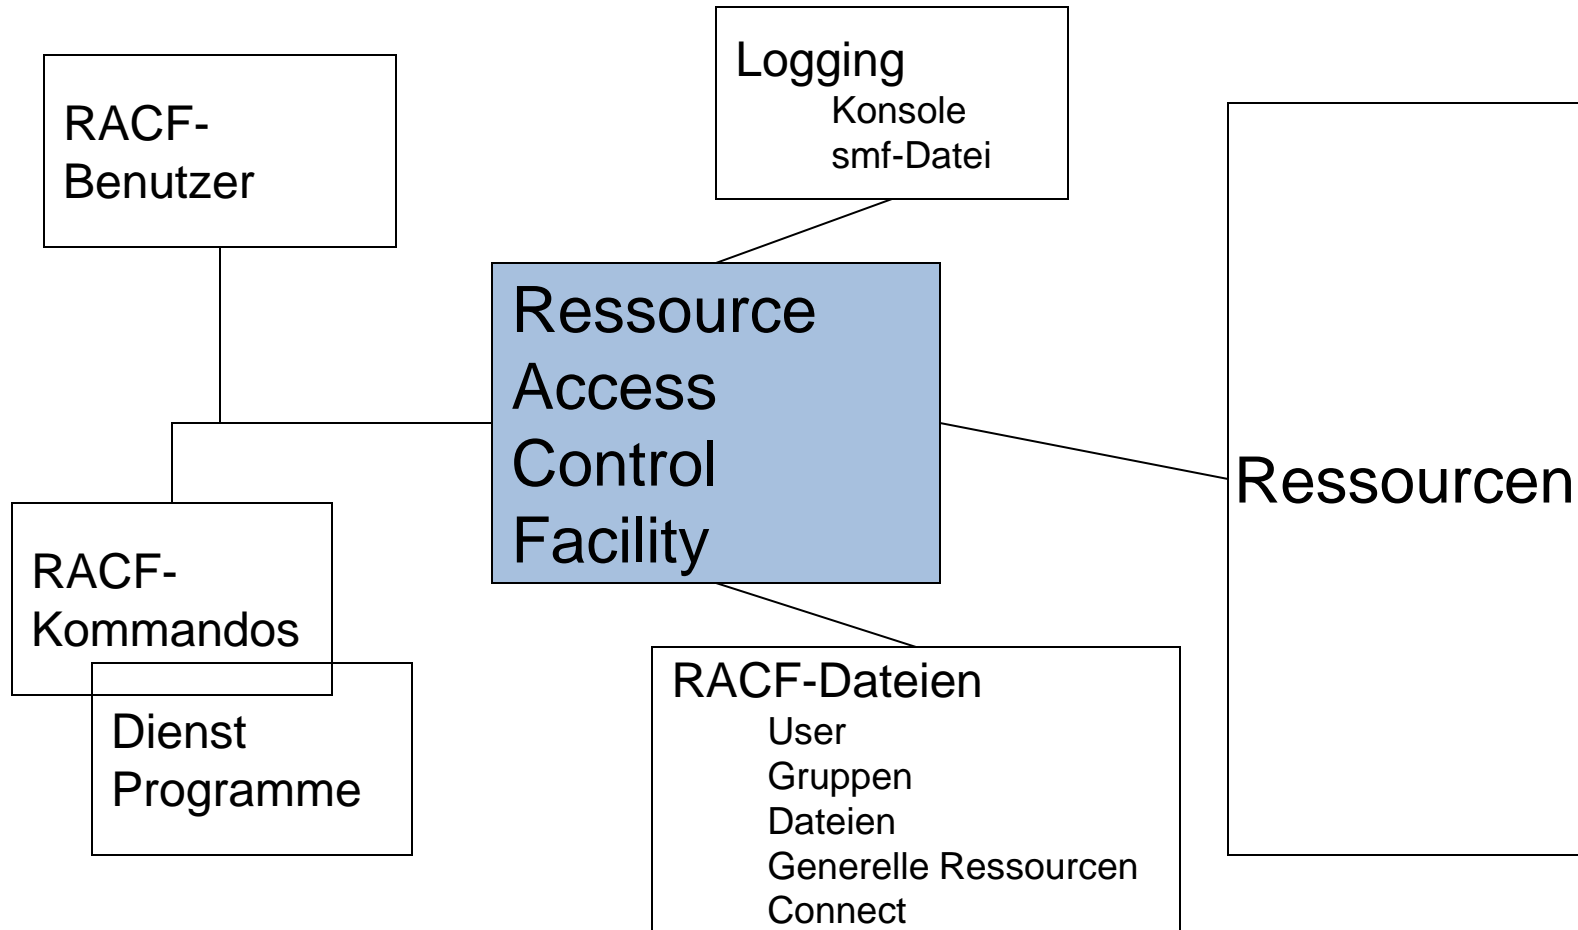 RACF-
Benutzer
Logging
Konsole
smf-Datei
Ressource
Access
Control
Facility
Ressourcen
RACF-
Kommandos
Dienst
Programme
RACF-Dateien
User
Gruppen
Dateien
Generelle Ressourcen
Connect